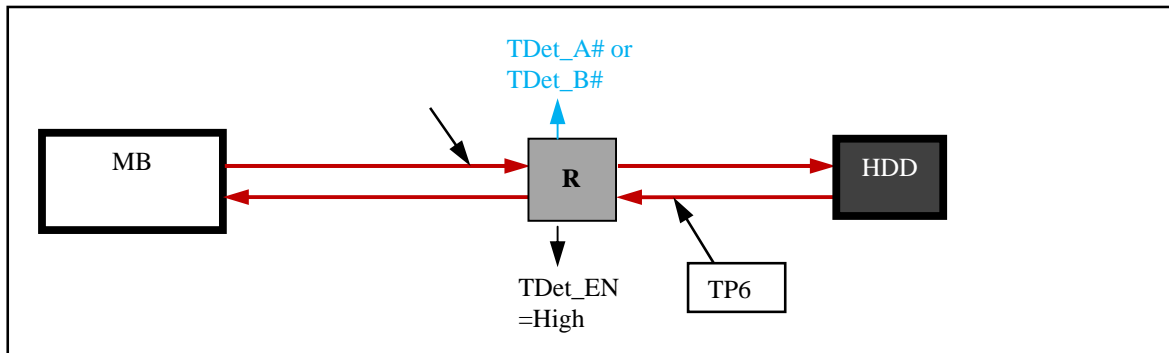 TDet_A# or
TDet_B#
MB
R
HDD
TDet_EN
=High
TP6